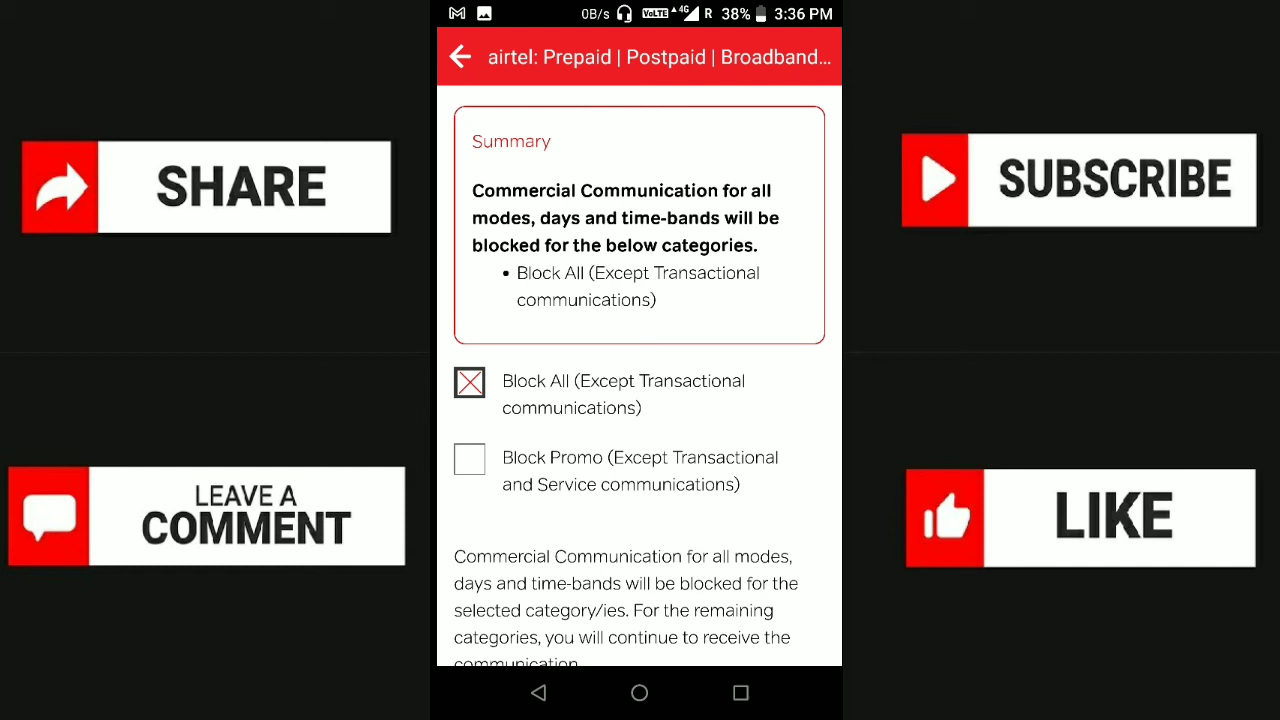 0B/s VoLTE 4G R 38% 3:36 PM
airtel: Prepaid | Postpaid | Broadband...
Summary
Commercial Communication for all
modes, days and time-bands will be
blocked for the below categories.
• Block All (Except Transactional
communications)
Block All (Except Transactional
communications)
Block Promo (Except Transactional
and Service communications)
Commercial Communication for all modes,
days and time-bands will be blocked for the
selected category/ies. For the remaining
categories, you will continue to receive the
communication
SHARE
SUBSCRIBE
LEAVE A
COMMENT
LIKE